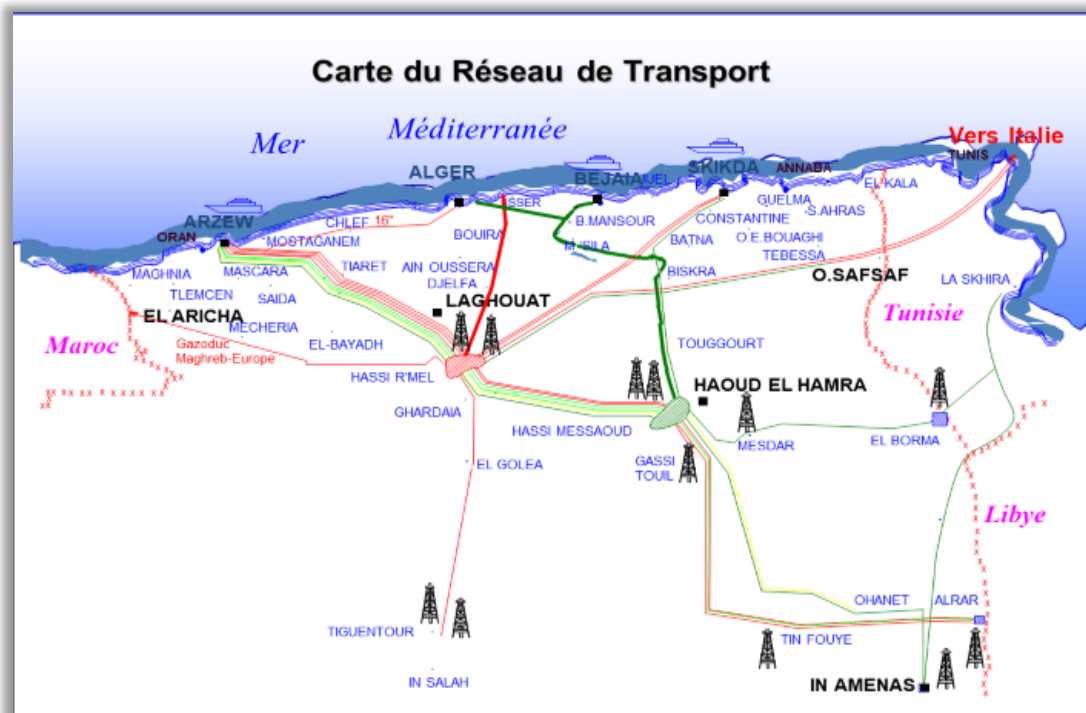 Carte du Réseau de Transport
Mer
Méditerranée
Vers Italie
TUNIS
ALGER
BEJAIA
SKIKDA
ANNABA
EL KALA
ARZEW
ORAN
CHLEF 16"
MOSTAGANEM
BOUIRA
B.MANSOUR
CONSTANTINE
GUELMA
S.AHRAS
MAGHNIA
MASCARA
TIARET
AIN OUSSERA
DJELFA
BATNA
O.E.BOUAGHI
TEBESSA
BISKRA
O.SAFSAF
LA SKHIRA
TLEMCEN
SAIDA
LAGHOUAT
EL ARICHA
MECHERIA
EL-BAYADH
Maroc
Gazoduc
Maghreb-Europe
Tunisie
TOUGGOURT
HASSI R'MEL
HAOUD EL HAMRA
GHARDAIA
HASSI MESSAOUD
MESDAR
EL BORMA
EL GOLEA
GASSI
TOUIL
Libye
OHANET
ALRAR
TIGUENTOUR
TIN FOUYE
IN SALAH
IN AMENAS